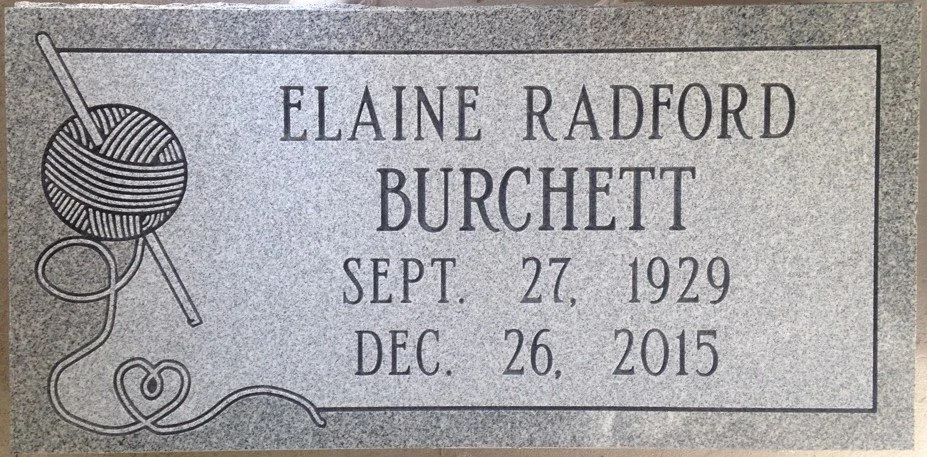 ELAINE RADFORD
BURCHETT
SEPT. 27, 1929
DEC. 26, 2015